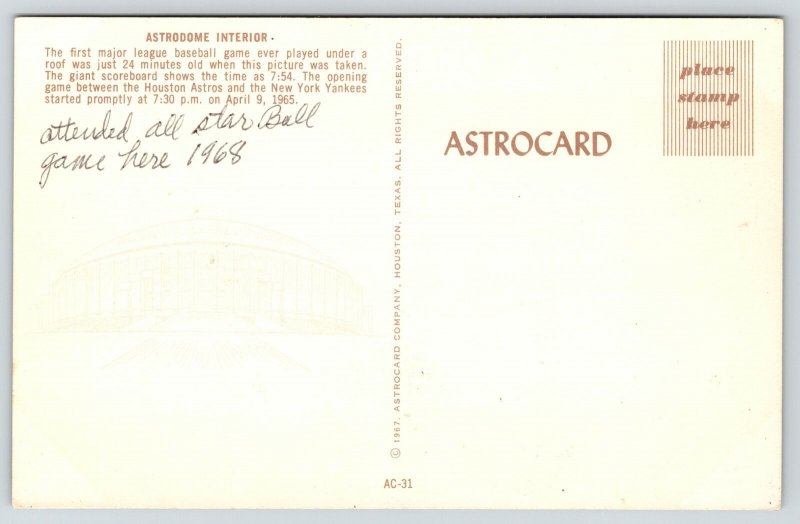 ASTRODOME INTERIOR •
The first major league baseball game ever played under a
roof was just 24 minutes old when this picture was taken.
The giant scoreboard shows the time as 7:54. The opening
game between the Houston Astros and the New York Yankees
started promptly at 7:30 p.m. on April 9, 1965.
attended all star Ball
game here 1968
© 1967. ASTROCARD COMPANY, HOUSTON, TEXAS. ALL RIGHTS RESERVED.
AC-31
ASTROCARD
place
stamp
here